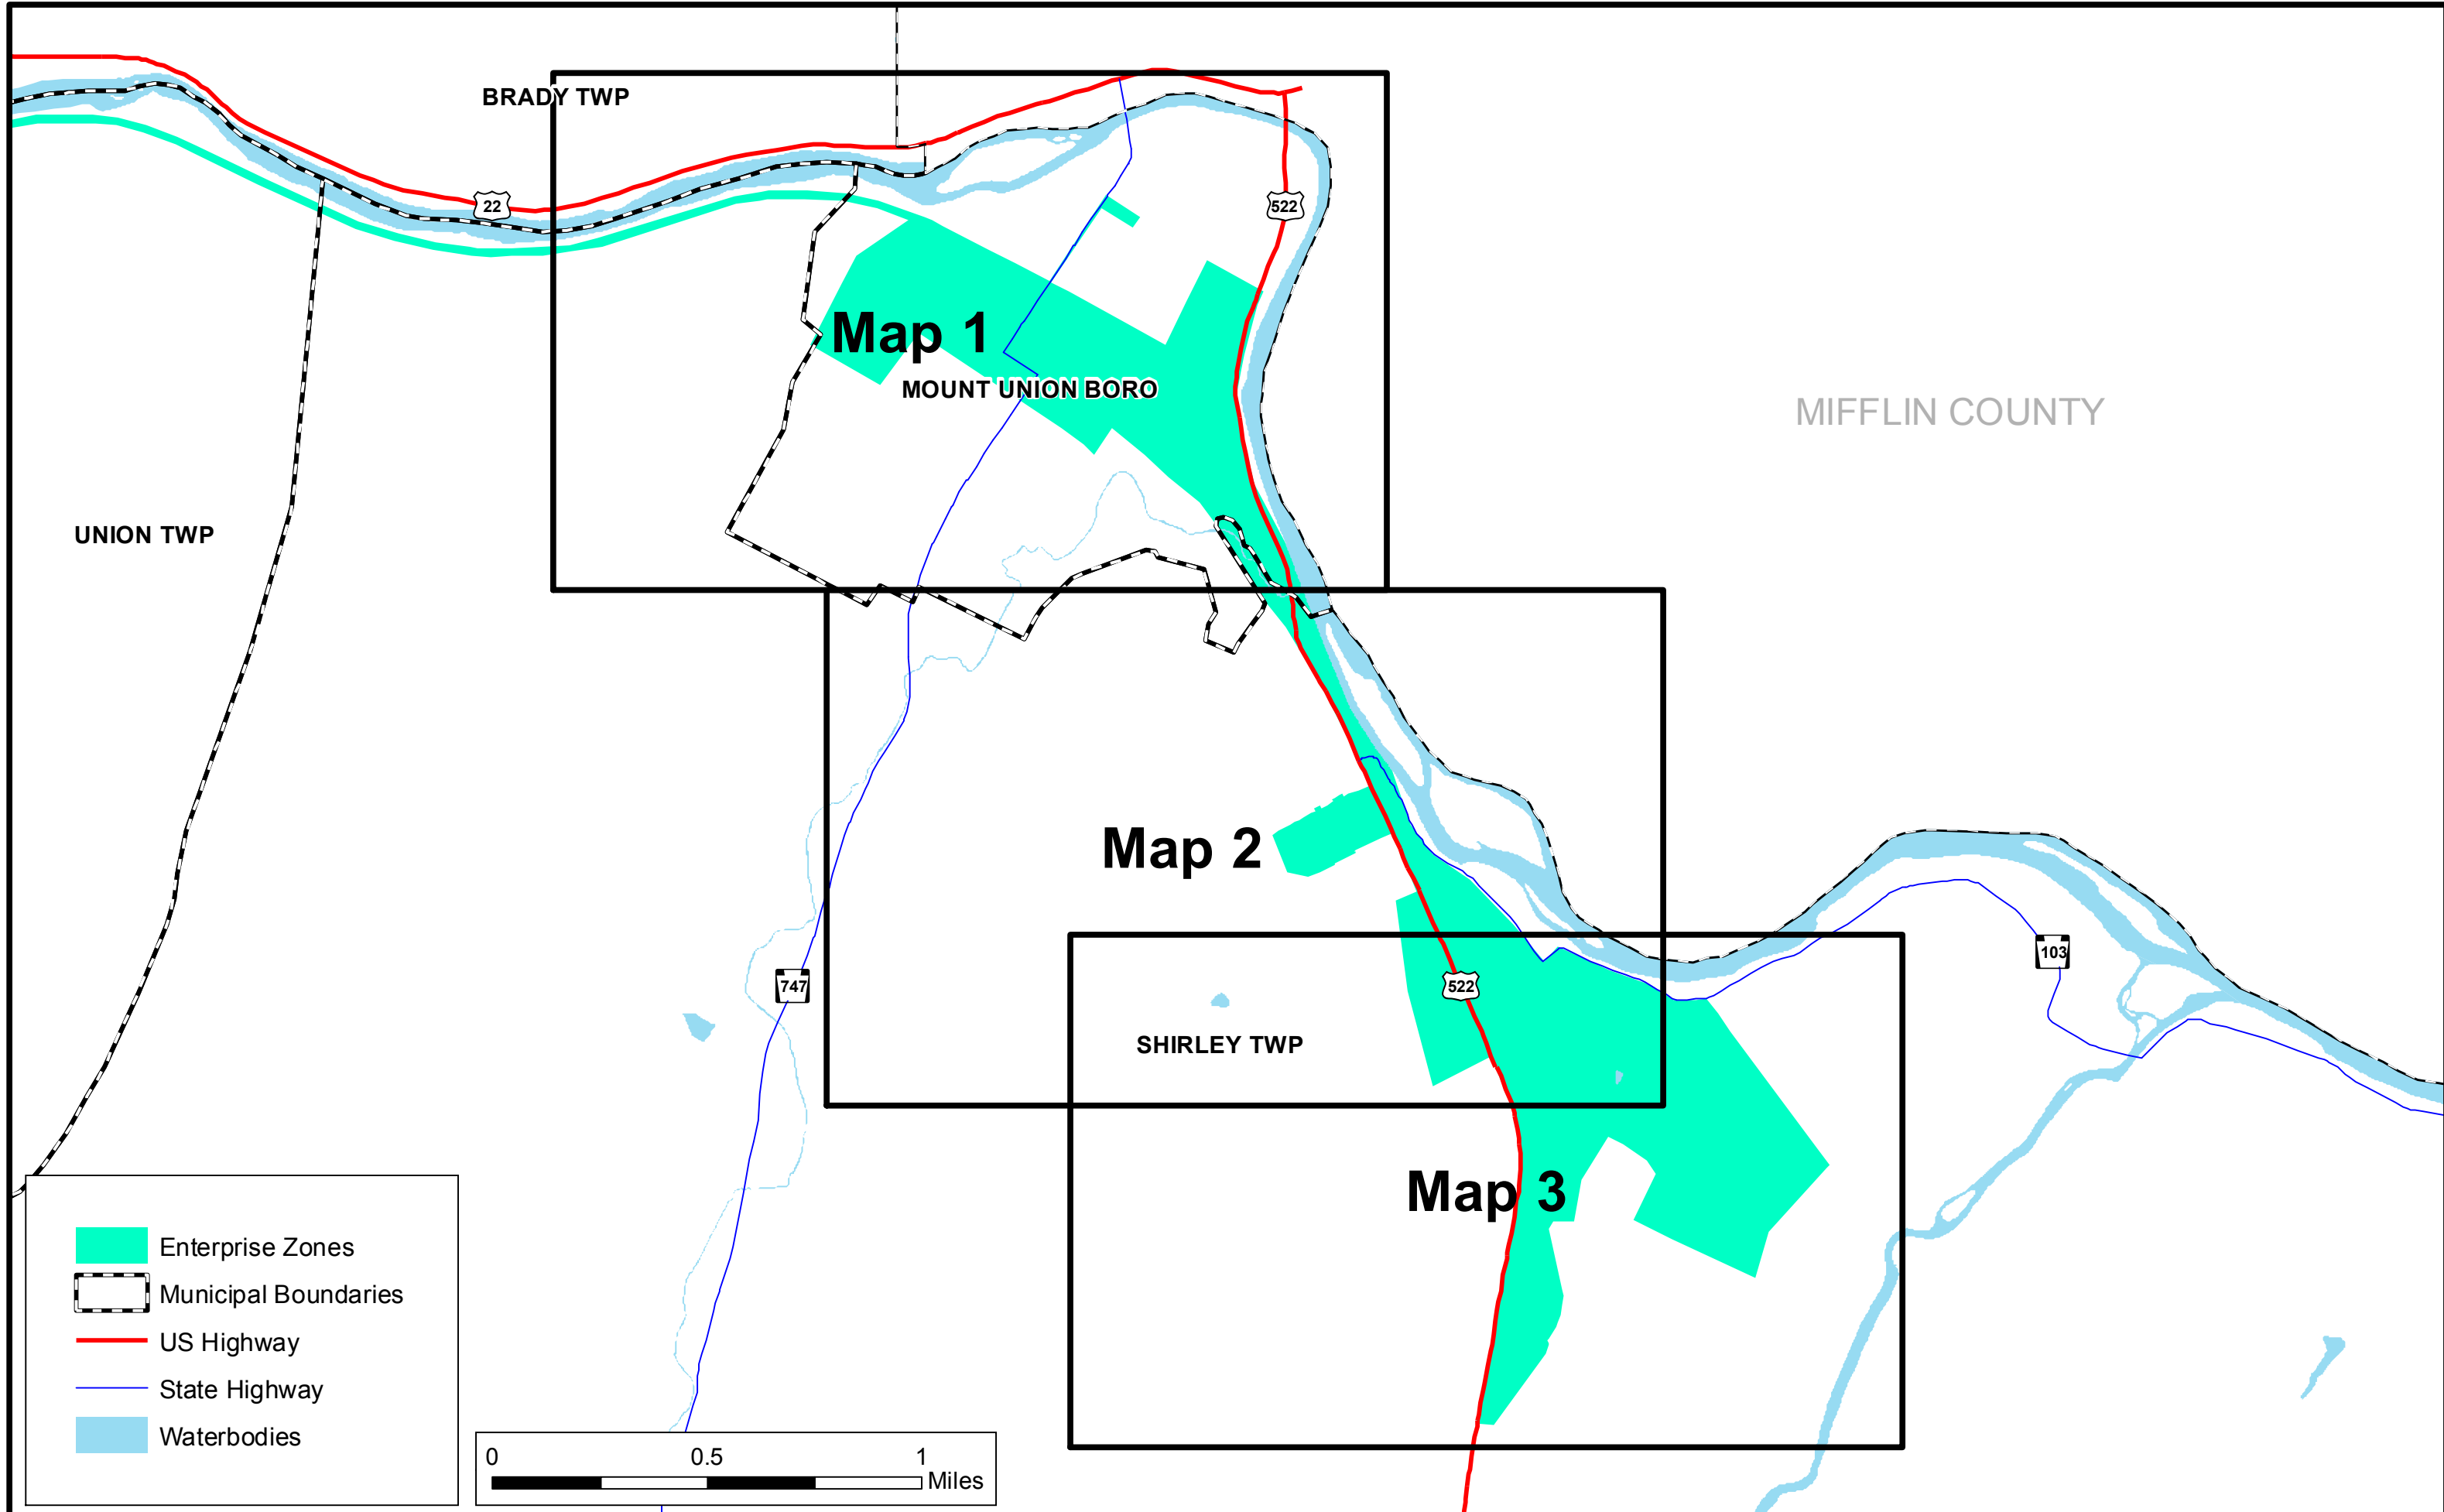 BRADY TWP
22
522
Map 1
MOUNT UNION BORO
MIFFLIN COUNTY
UNION TWP
Map 2
103
747
522
SHIRLEY TWP
Map 3
Enterprise Zones
Municipal Boundaries
US Highway
State Highway
Waterbodies
0 0.5 1
Miles